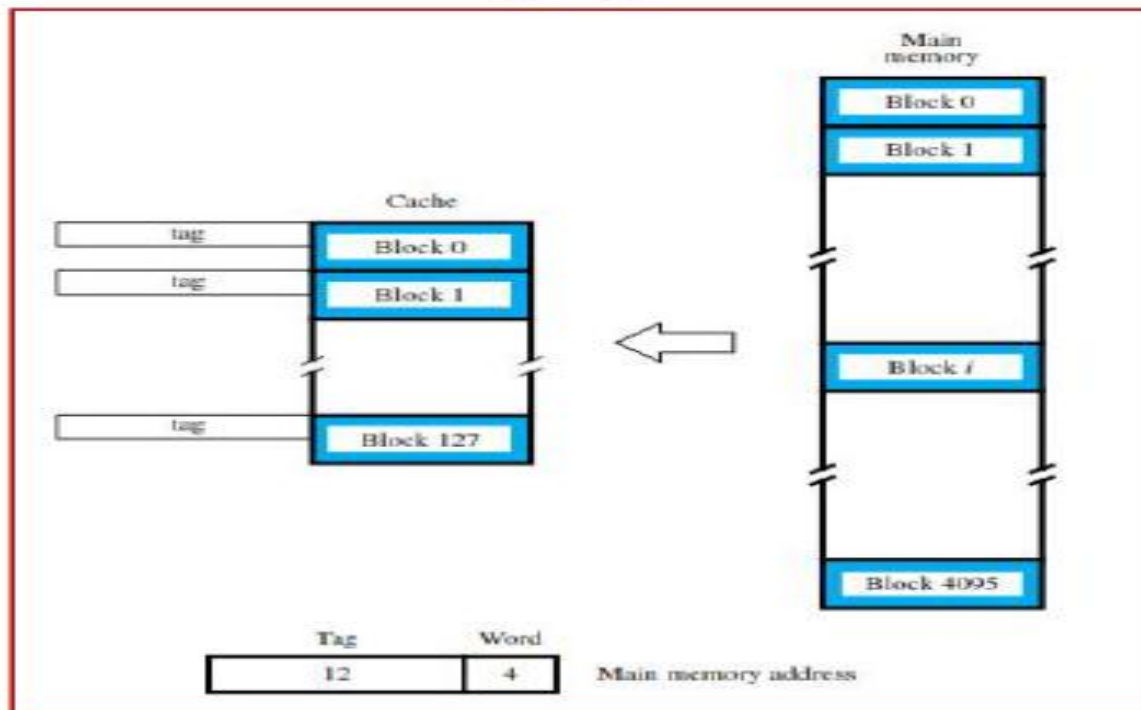 Main
memory
Block 0
Block 1
Cache
tag
Block 0
tag
Block 1
Block i
tag
Block 127
Block 4095
Tag Word
12 4 Main memory address